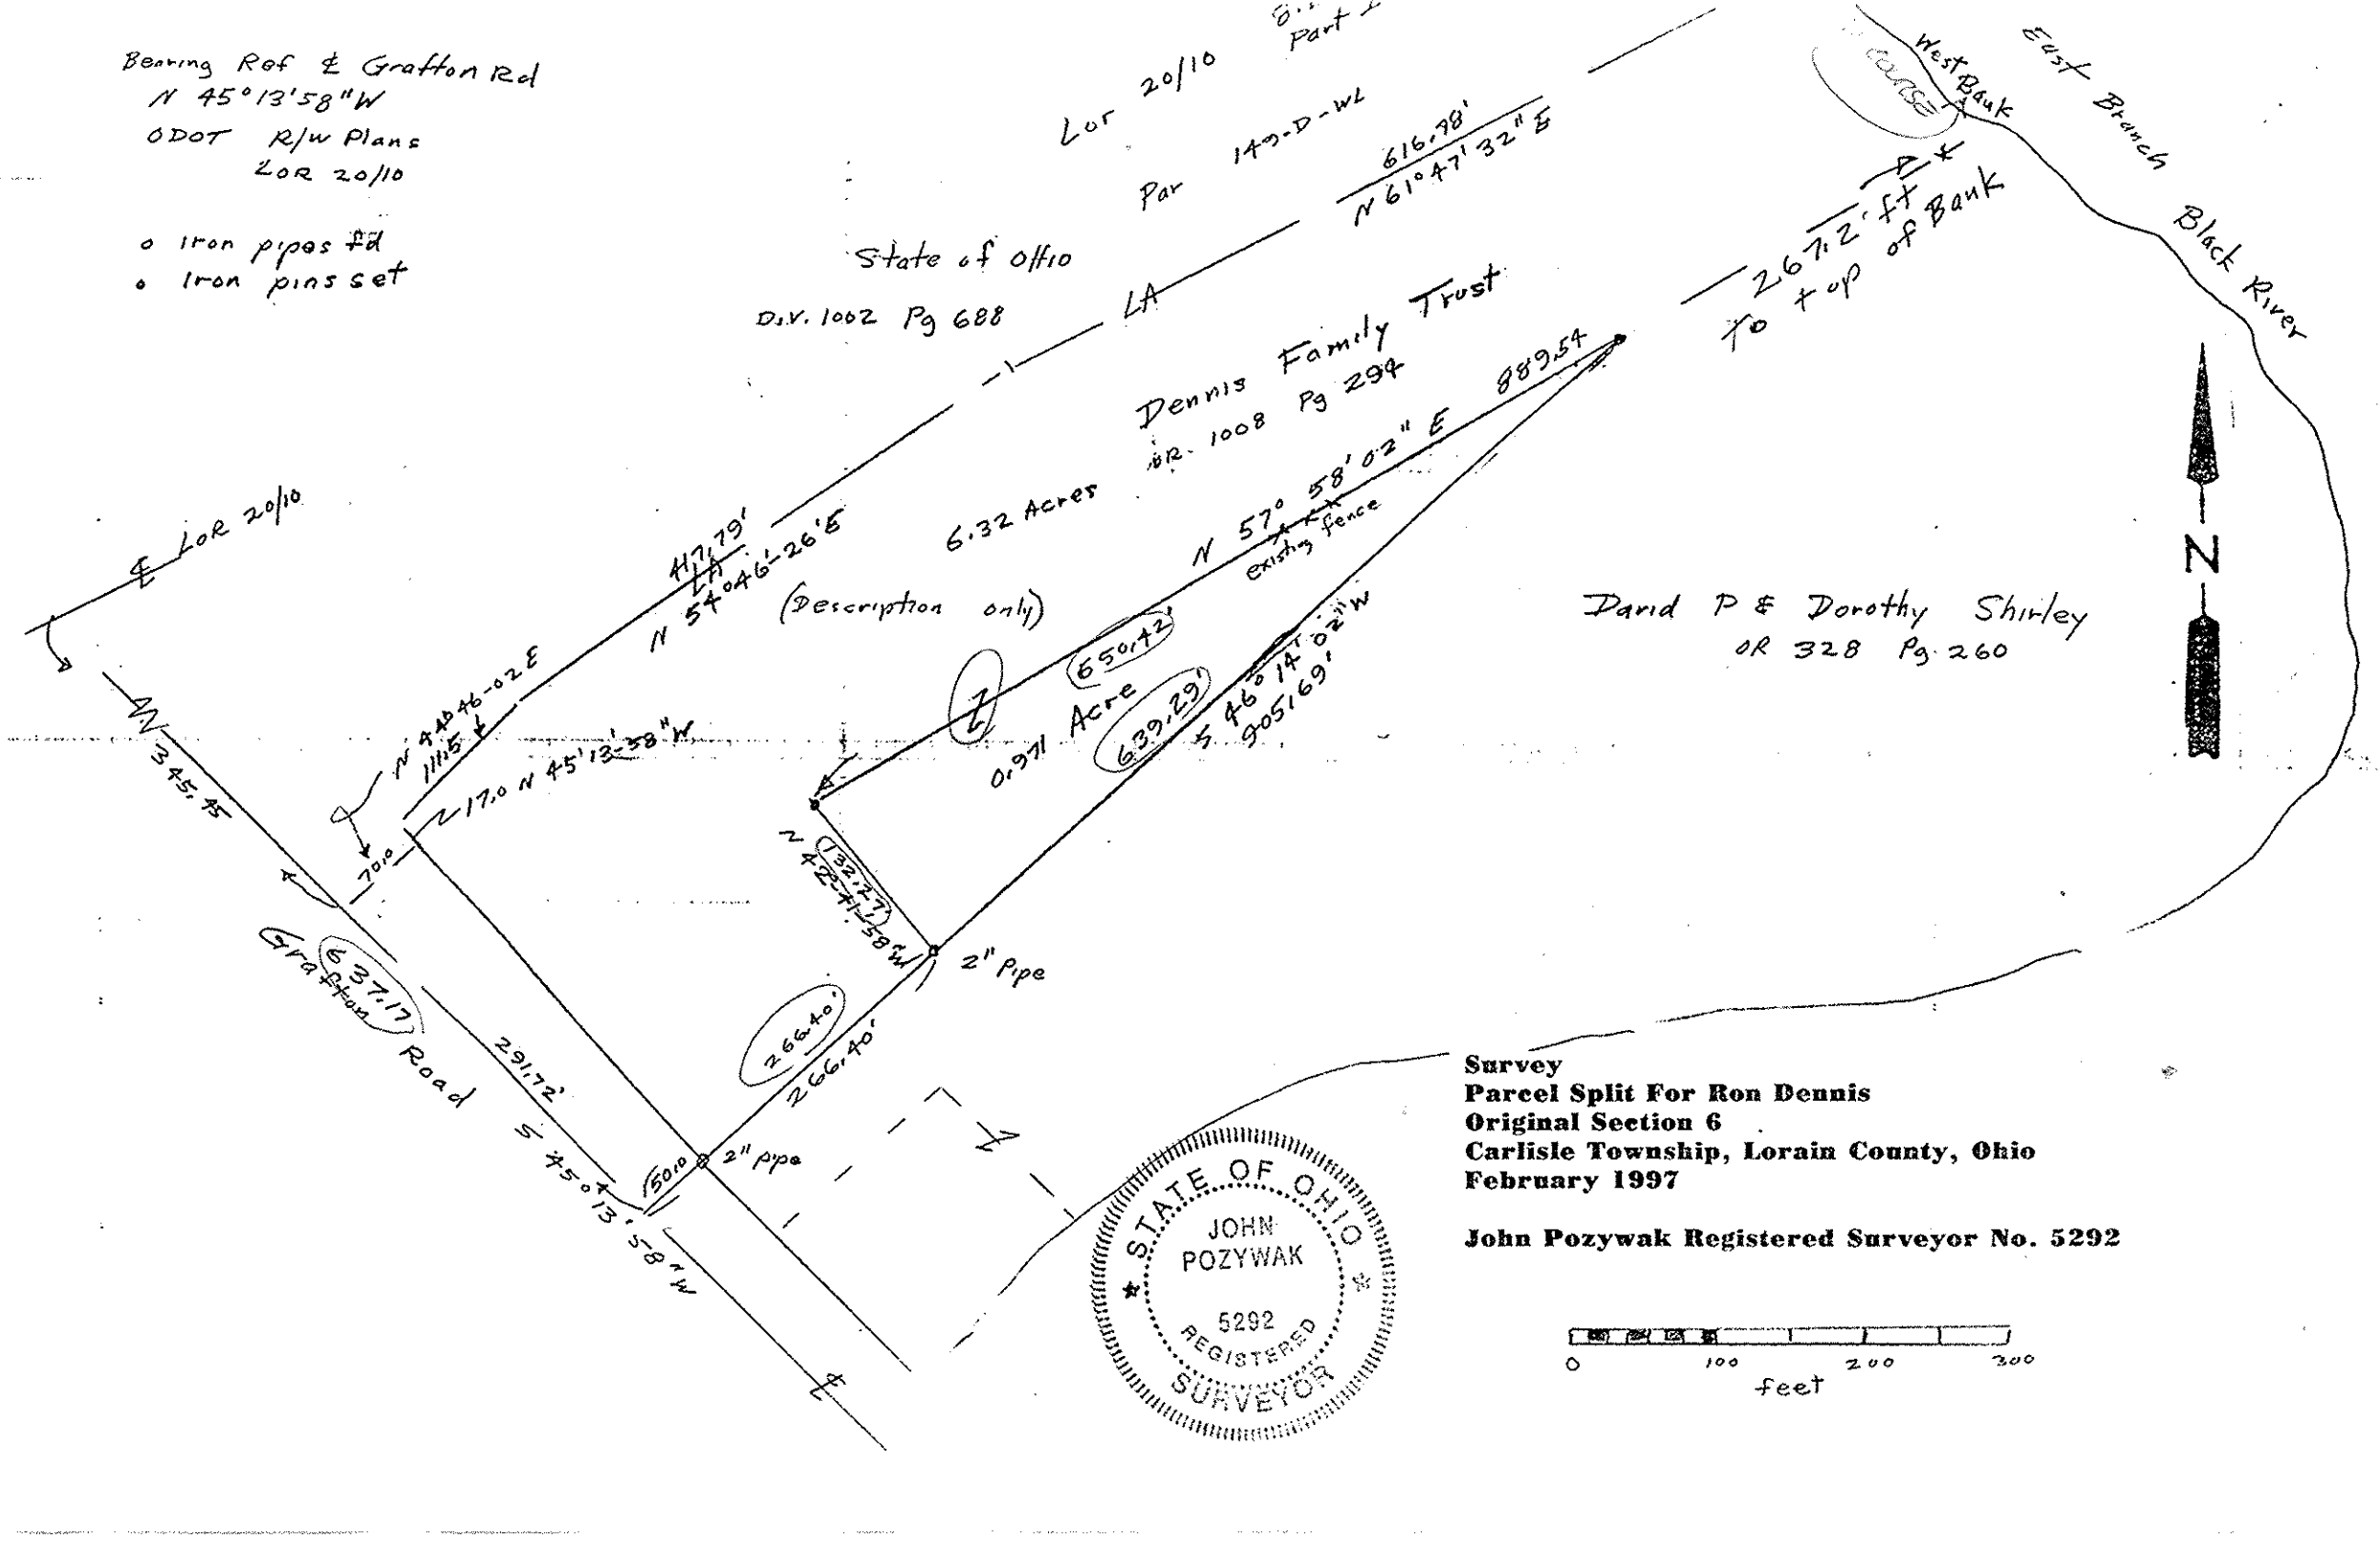 Bearing Ref ℄ Grafton Rd
N 45°13'58"W
ODOT R/W Plans
LOR 20/10
o Iron pipes fd
o Iron pins set
Part
Lor 20/10
Par 149-D-WL
State of Ohio
D.V. 1002 Pg 688
616.78'
N 61°47'32" E
LA
COURSE
West Bank
East Branch
Black River
267.2' ft
To top of Bank
Dennis Family Trust
OR. 1008 Pg 294
6.32 Acres
(Description only)
889.54
N 57° 58' 02" E
existing fence
℄ LOR 20/10
417.79'
LA
N 54°46'-26'E
N 44°46-02 E
111.5
217.0 N 45'13'-58"W
345.45
70.0
650.42'
0.971 Acre
639.29'
S 46° 14' 02" W
905.69'
David P & Dorothy Shirley
OR 328 Pg. 260
N
132.27
N 42°-41'-58"W
2" Pipe
637.17
Grafton Road
291.72'
S 45°13'58"W
266.40'
266.40'
50.0
2" pipe
℄
Survey
Parcel Split For Ron Dennis
Original Section 6
Carlisle Township, Lorain County, Ohio
February 1997
John Pozywak Registered Surveyor No. 5292
STATE OF OHIO
JOHN
POZYWAK
5292
REGISTERED
SURVEYOR
0 100 200 300
feet